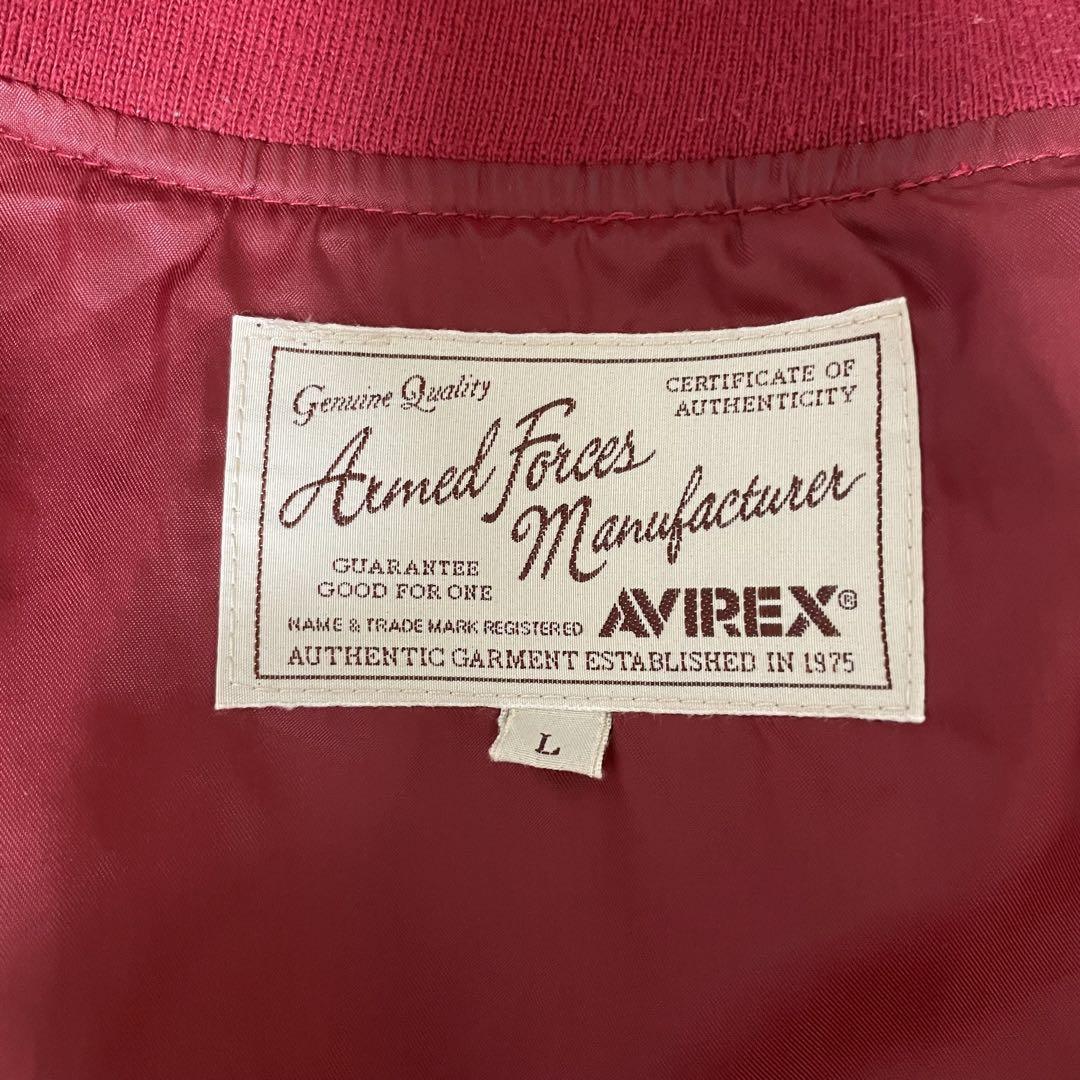 Genuine Quality
CERTIFICATE OF
AUTHENTICITY
Armed Forces
Manufacturer
GUARANTEE
GOOD FOR ONE
NAME & TRADE MARK REGISTERED
AVIREX®
AUTHENTIC GARMENT ESTABLISHED IN 1975
L